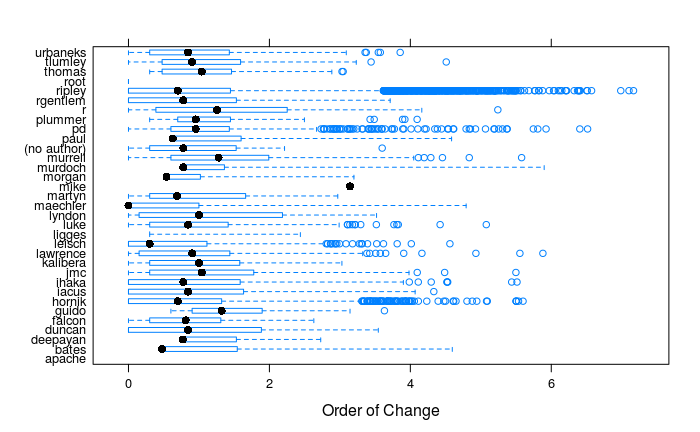 urbaneks
tlumley
thomas
root
ripley
rgentlem
r
plummer
pd
paul
(no author)
murrell
murdoch
morgan
mike
martyn
maechler
lyndon
luke
ligges
leisch
lawrence
kalibera
jmc
ihaka
iacus
hornik
guido
falcon
duncan
deepayan
bates
apache
0 2 4 6
Order of Change